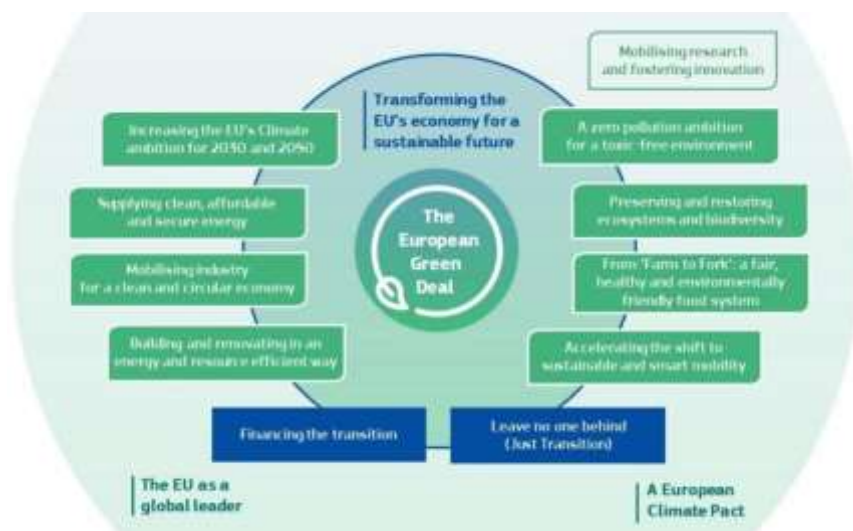 Mobilising research
and fostering innovation
Transforming the
EU's economy for a
sustainable future
Increasing the EU's Climate
ambition for 2030 and 2050
A zero pollution ambition
for a toxic-free environment
Supplying clean, affordable
and secure energy
Preserving and restoring
ecosystems and biodiversity
The
European
Green
Deal
Mobilising industry
for a clean and circular economy
From 'Farm to Fork': a fair,
healthy and environmentally
friendly food system
Building and renovating in an
energy and resource efficient way
Accelerating the shift to
sustainable and smart mobility
Financing the transition
Leave no one behind
(Just Transition)
The EU as a
global leader
A European
Climate Pact